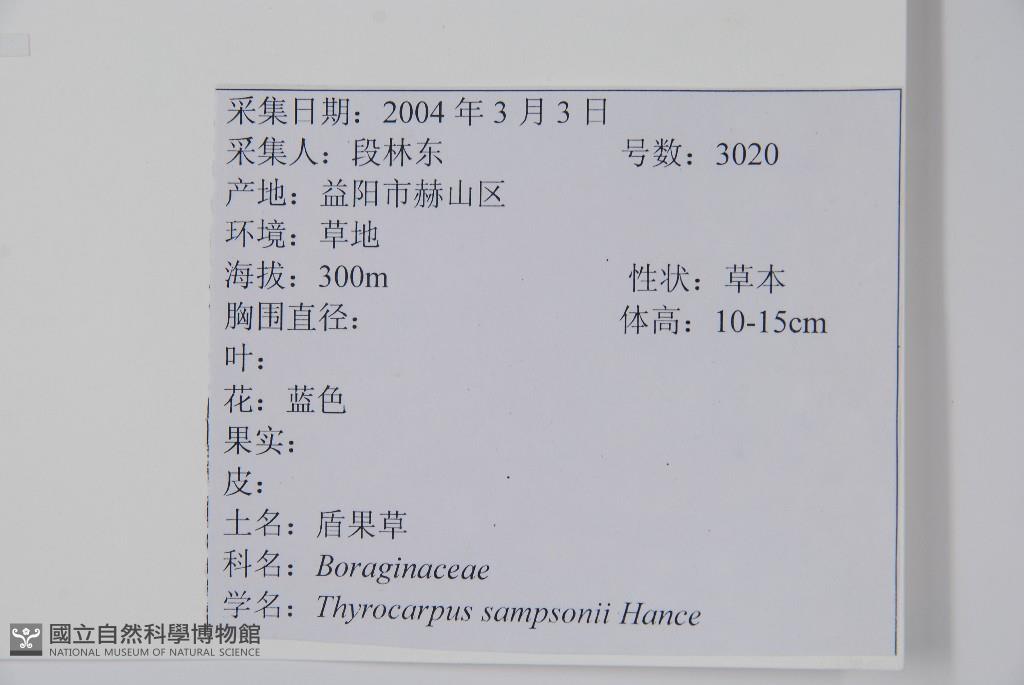 采集日期：2004 年 3 月 3 日
采集人：段林东 号数：3020
产地：益阳市赫山区
环境：草地
海拔：300m 性状：草本
胸围直径： 体高：10-15cm
叶：
花：蓝色
果实：
皮：
土名：盾果草
科名：Boraginaceae
学名：Thyrocarpus sampsonii Hance
國立自然科學博物館
NATIONAL MUSEUM OF NATURAL SCIENCE